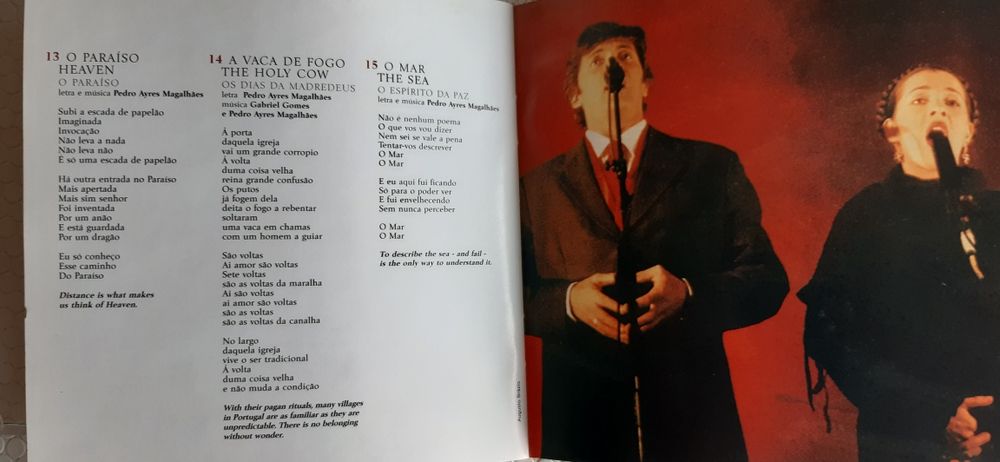 13 O PARAÍSO
HEAVEN
O PARAÍSO
letra e música Pedro Ayres Magalhães
Subi a escada de papelão
Imaginada
Invocação
Não leva a nada
Não leva não
É só uma escada de papelão
Há outra entrada no Paraíso
Mais apertada
Mais sim senhor
Foi inventada
Por um anão
E está guardada
Por um dragão
Eu só conheço
Esse caminho
Do Paraíso
Distance is what makes
us think of Heaven.
14 A VACA DE FOGO
THE HOLY COW
OS DIAS DA MADREDEUS
letra Pedro Ayres Magalhães
música Gabriel Gomes
e Pedro Ayres Magalhães
À porta
daquela igreja
vai um grande corropio
À volta
duma coisa velha
reina grande confusão
Os putos
já fogem dela
deita o fogo a rebentar
soltaram
uma vaca em chamas
com um homem a guiar
São voltas
Ai amor são voltas
Sete voltas
são as voltas da maralha
Ai são voltas
ai amor são voltas
são as voltas
são as voltas da canalha
No largo
daquela igreja
vive o ser tradicional
À volta
duma coisa velha
e não muda a condição
With their pagan rituals, many villages
in Portugal are as familiar as they are
unpredictable. There is no belonging
without wonder.
15 O MAR
THE SEA
O ESPÍRITO DA PAZ
letra e música Pedro Ayres Magalhães
Não é nenhum poema
O que vos vou dizer
Nem sei se vale a pena
Tentar-vos descrever
O Mar
O Mar
E eu aqui fui ficando
Só para o poder ver
E fui envelhecendo
Sem nunca perceber
O Mar
O Mar
To describe the sea - and fail -
is the only way to understand it.
Augusto Brázio